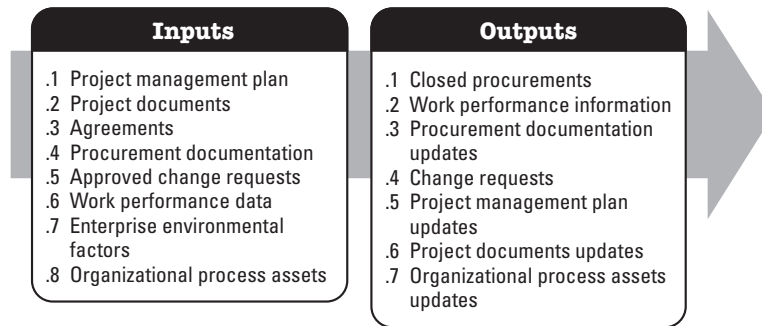 Inputs
.1 Project management plan
.2 Project documents
.3 Agreements
.4 Procurement documentation
.5 Approved change requests
.6 Work performance data
.7 Enterprise environmental
factors
.8 Organizational process assets
Outputs
.1 Closed procurements
.2 Work performance information
.3 Procurement documentation
updates
.4 Change requests
.5 Project management plan
updates
.6 Project documents updates
.7 Organizational process assets
updates